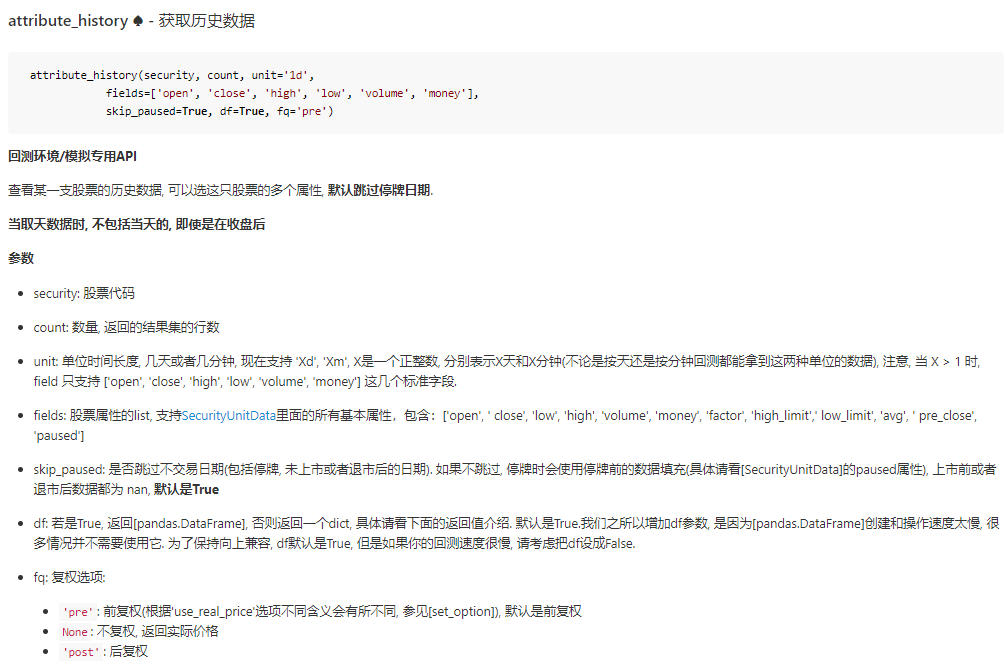 attribute_history ♠ - 获取历史数据
attribute_history(security, count, unit='1d',
fields=['open', 'close', 'high', 'low', 'volume', 'money'],
skip_paused=True, df=True, fq='pre')
回测环境/模拟专用API
查看某一支股票的历史数据, 可以选这只股票的多个属性, 默认跳过停牌日期.
当取天数据时, 不包括当天的, 即使是在收盘后
参数
• security: 股票代码
• count: 数量, 返回的结果集的行数
• unit: 单位时间长度, 几天或者几分钟, 现在支持 'Xd', 'Xm', X是一个正整数, 分别表示X天和X分钟(不论是按天还是按分钟回测都能拿到这两种单位的数据), 注意, 当 X > 1 时,
field 只支持 ['open', 'close', 'high', 'low', 'volume', 'money'] 这几个标准字段.
• fields: 股票属性的list, 支持SecurityUnitData里面的所有基本属性，包含：['open', ' close', 'low', 'high', 'volume', 'money', 'factor', 'high_limit',' low_limit', 'avg', ' pre_close',
'paused']
• skip_paused: 是否跳过不交易日期(包括停牌, 未上市或者退市后的日期). 如果不跳过, 停牌时会使用停牌前的数据填充(具体请看[SecurityUnitData]的paused属性), 上市前或者
退市后数据都为 nan, 默认是True
• df: 若是True, 返回[pandas.DataFrame], 否则返回一个dict, 具体请看下面的返回值介绍. 默认是True.我们之所以增加df参数, 是因为[pandas.DataFrame]创建和操作速度太慢, 很
多情况并不需要使用它. 为了保持向上兼容, df默认是True, 但是如果你的回测速度很慢, 请考虑把df设成False.
• fq: 复权选项:
• 'pre' : 前复权(根据'use_real_price'选项不同含义会有所不同, 参见[set_option]), 默认是前复权
• None : 不复权, 返回实际价格
• 'post' : 后复权